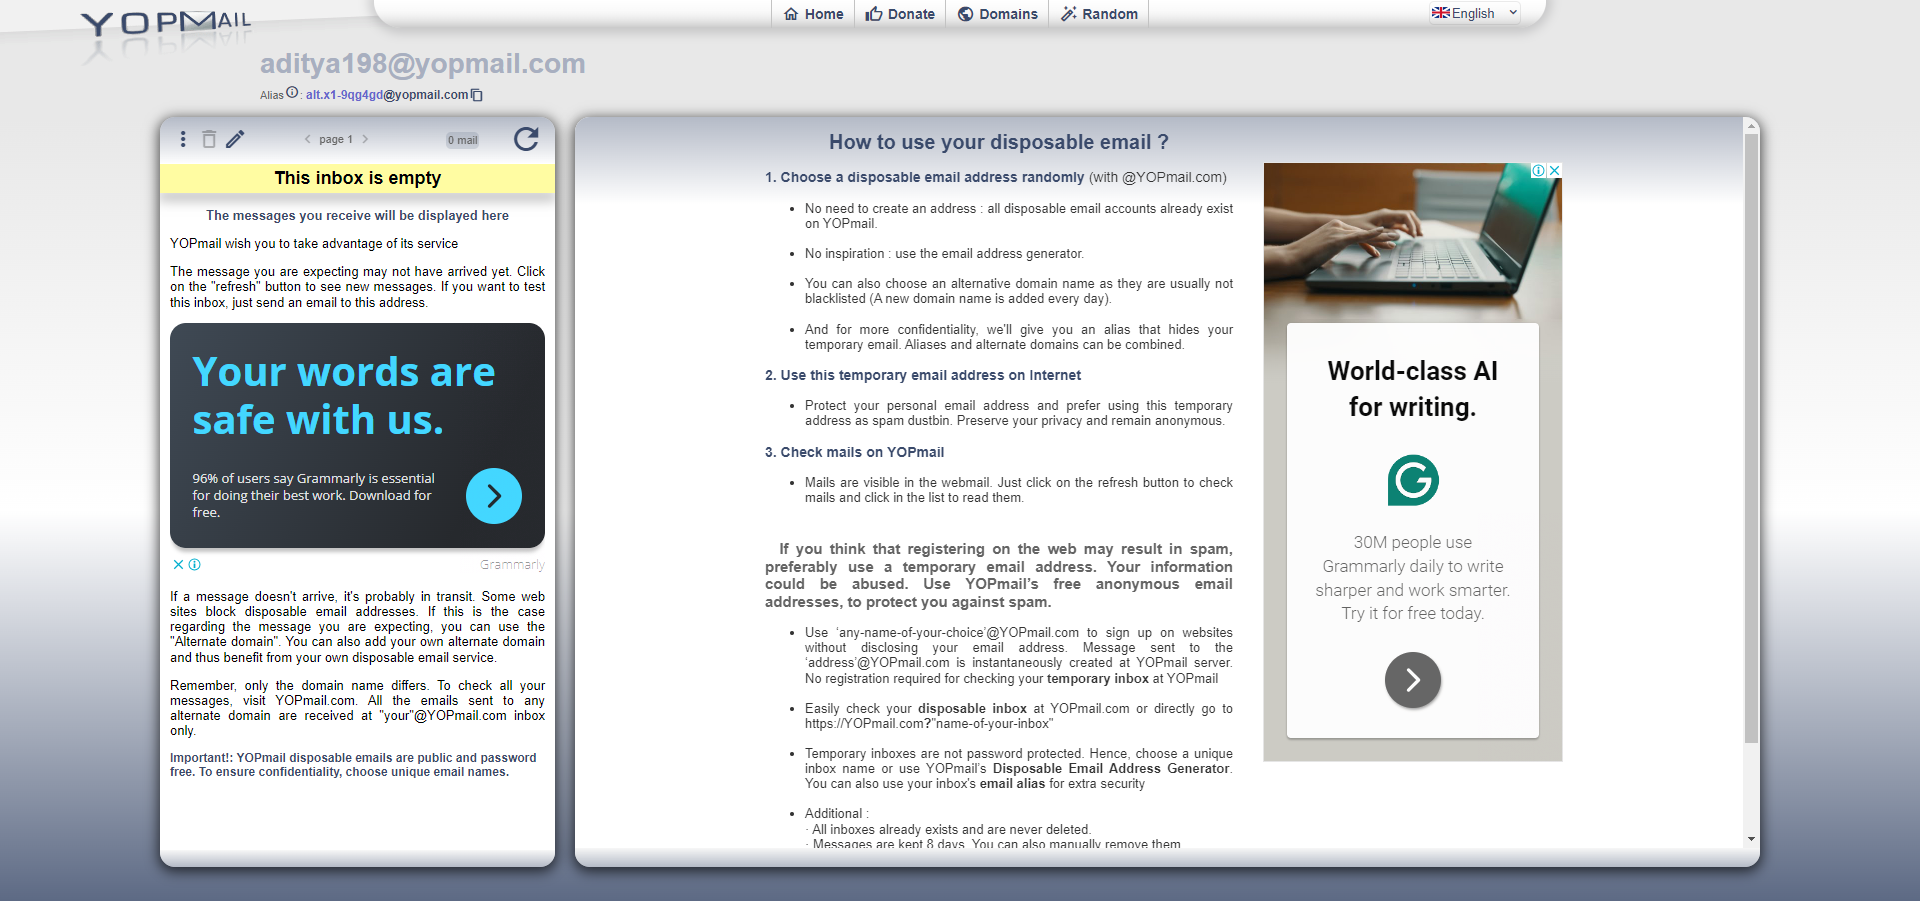 YOPMAIL
Home
Donate
Domains
Random
English
aditya198@yopmail.com
Alias : alt.x1-9qg4gd@yopmail.com
page 1
0 mail
This inbox is empty
The messages you receive will be displayed here
YOPmail wish you to take advantage of its service
The message you are expecting may not have arrived yet. Click
on the "refresh" button to see new messages. If you want to test
this inbox, just send an email to this address.
Your words are
safe with us.
96% of users say Grammarly is essential
for doing their best work. Download for
free.
Grammarly
If a message doesn't arrive, it's probably in transit. Some web
sites block disposable email addresses. If this is the case
regarding the message you are expecting, you can use the
"Alternate domain". You can also add your own alternate domain
and thus benefit from your own disposable email service.
Remember, only the domain name differs. To check all your
messages, visit YOPmail.com. All the emails sent to any
alternate domain are received at "your"@YOPmail.com inbox
only.
Important!: YOPmail disposable emails are public and password
free. To ensure confidentiality, choose unique email names.
How to use your disposable email ?
1. Choose a disposable email address randomly (with @YOPmail.com)
• No need to create an address : all disposable email accounts already exist
on YOPmail.
• No inspiration : use the email address generator.
• You can also choose an alternative domain name as they are usually not
blacklisted (A new domain name is added every day).
• And for more confidentiality, we'll give you an alias that hides your
temporary email. Aliases and alternate domains can be combined.
2. Use this temporary email address on Internet
• Protect your personal email address and prefer using this temporary
address as spam dustbin. Preserve your privacy and remain anonymous.
3. Check mails on YOPmail
• Mails are visible in the webmail. Just click on the refresh button to check
mails and click in the list to read them.
If you think that registering on the web may result in spam,
preferably use a temporary email address. Your information
could be abused. Use YOPmail's free anonymous email
addresses, to protect you against spam.
• Use 'any-name-of-your-choice'@YOPmail.com to sign up on websites
without disclosing your email address. Message sent to the
'address'@YOPmail.com is instantaneously created at YOPmail server.
No registration required for checking your temporary inbox at YOPmail
• Easily check your disposable inbox at YOPmail.com or directly go to
https://YOPmail.com?"name-of-your-inbox"
• Temporary inboxes are not password protected. Hence, choose a unique
inbox name or use YOPmail's Disposable Email Address Generator.
You can also use your inbox's email alias for extra security
• Additional :
· All inboxes already exists and are never deleted.
· Messages are kept 8 days. You can also manually remove them
World-class AI
for writing.
G
30M people use
Grammarly daily to write
sharper and work smarter.
Try it for free today.